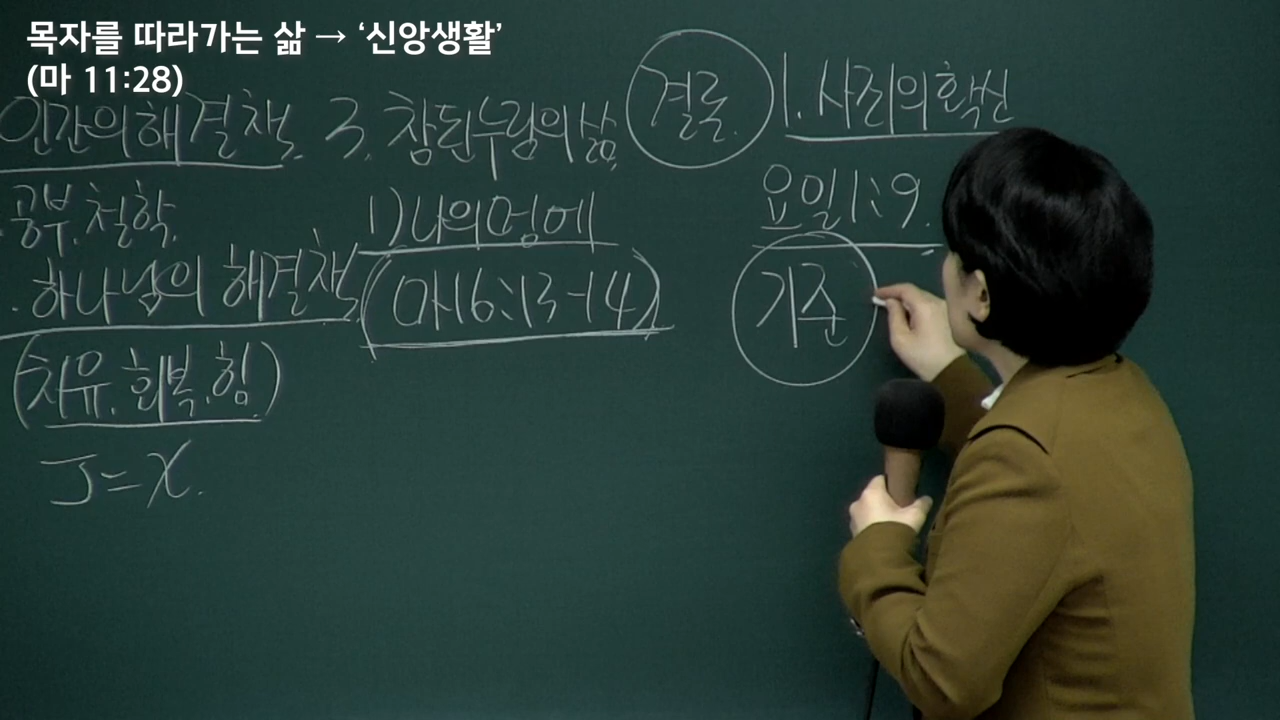 목자를 따라가는 삶 → ‘신앙생활’
(마 11:28)
인간의 해결책.
공부. 철학.
. 하나님의 해결책
(치유. 회복. 힘.)
J=X.
3. 참된 누림의 삶.
1) 나의 멍에
(마16:13-14)
결론.
1. 사죄의 확신
요일1:9.
기준